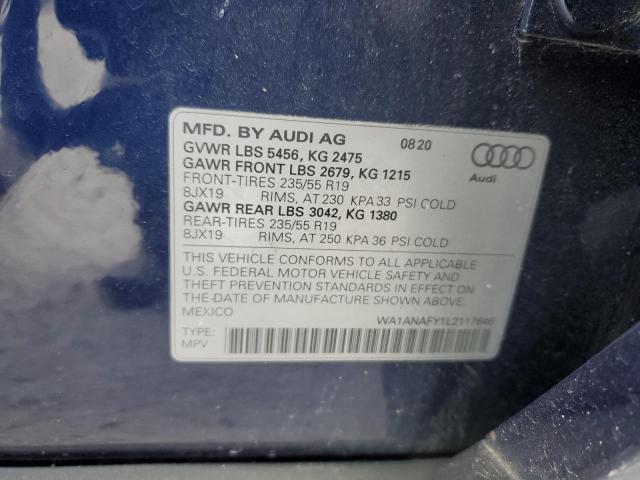 MFD. BY AUDI AG 08 20
GVWR LBS 5456, KG 2475
GAWR FRONT LBS 2679, KG 1215
FRONT-TIRES 235/55 R19
8JX19 RIMS, AT 230 KPA 33 PSI COLD
GAWR REAR LBS 3042, KG 1380
REAR-TIRES 235/55 R19
8JX19 RIMS, AT 250 KPA 36 PSI COLD
Audi
THIS VEHICLE CONFORMS TO ALL APPLICABLE
U.S. FEDERAL MOTOR VEHICLE SAFETY AND
THEFT PREVENTION STANDARDS IN EFFECT ON
THE DATE OF MANUFACTURE SHOWN ABOVE.
MEXICO
WA1ANAFY1L2117646
TYPE:
MPV